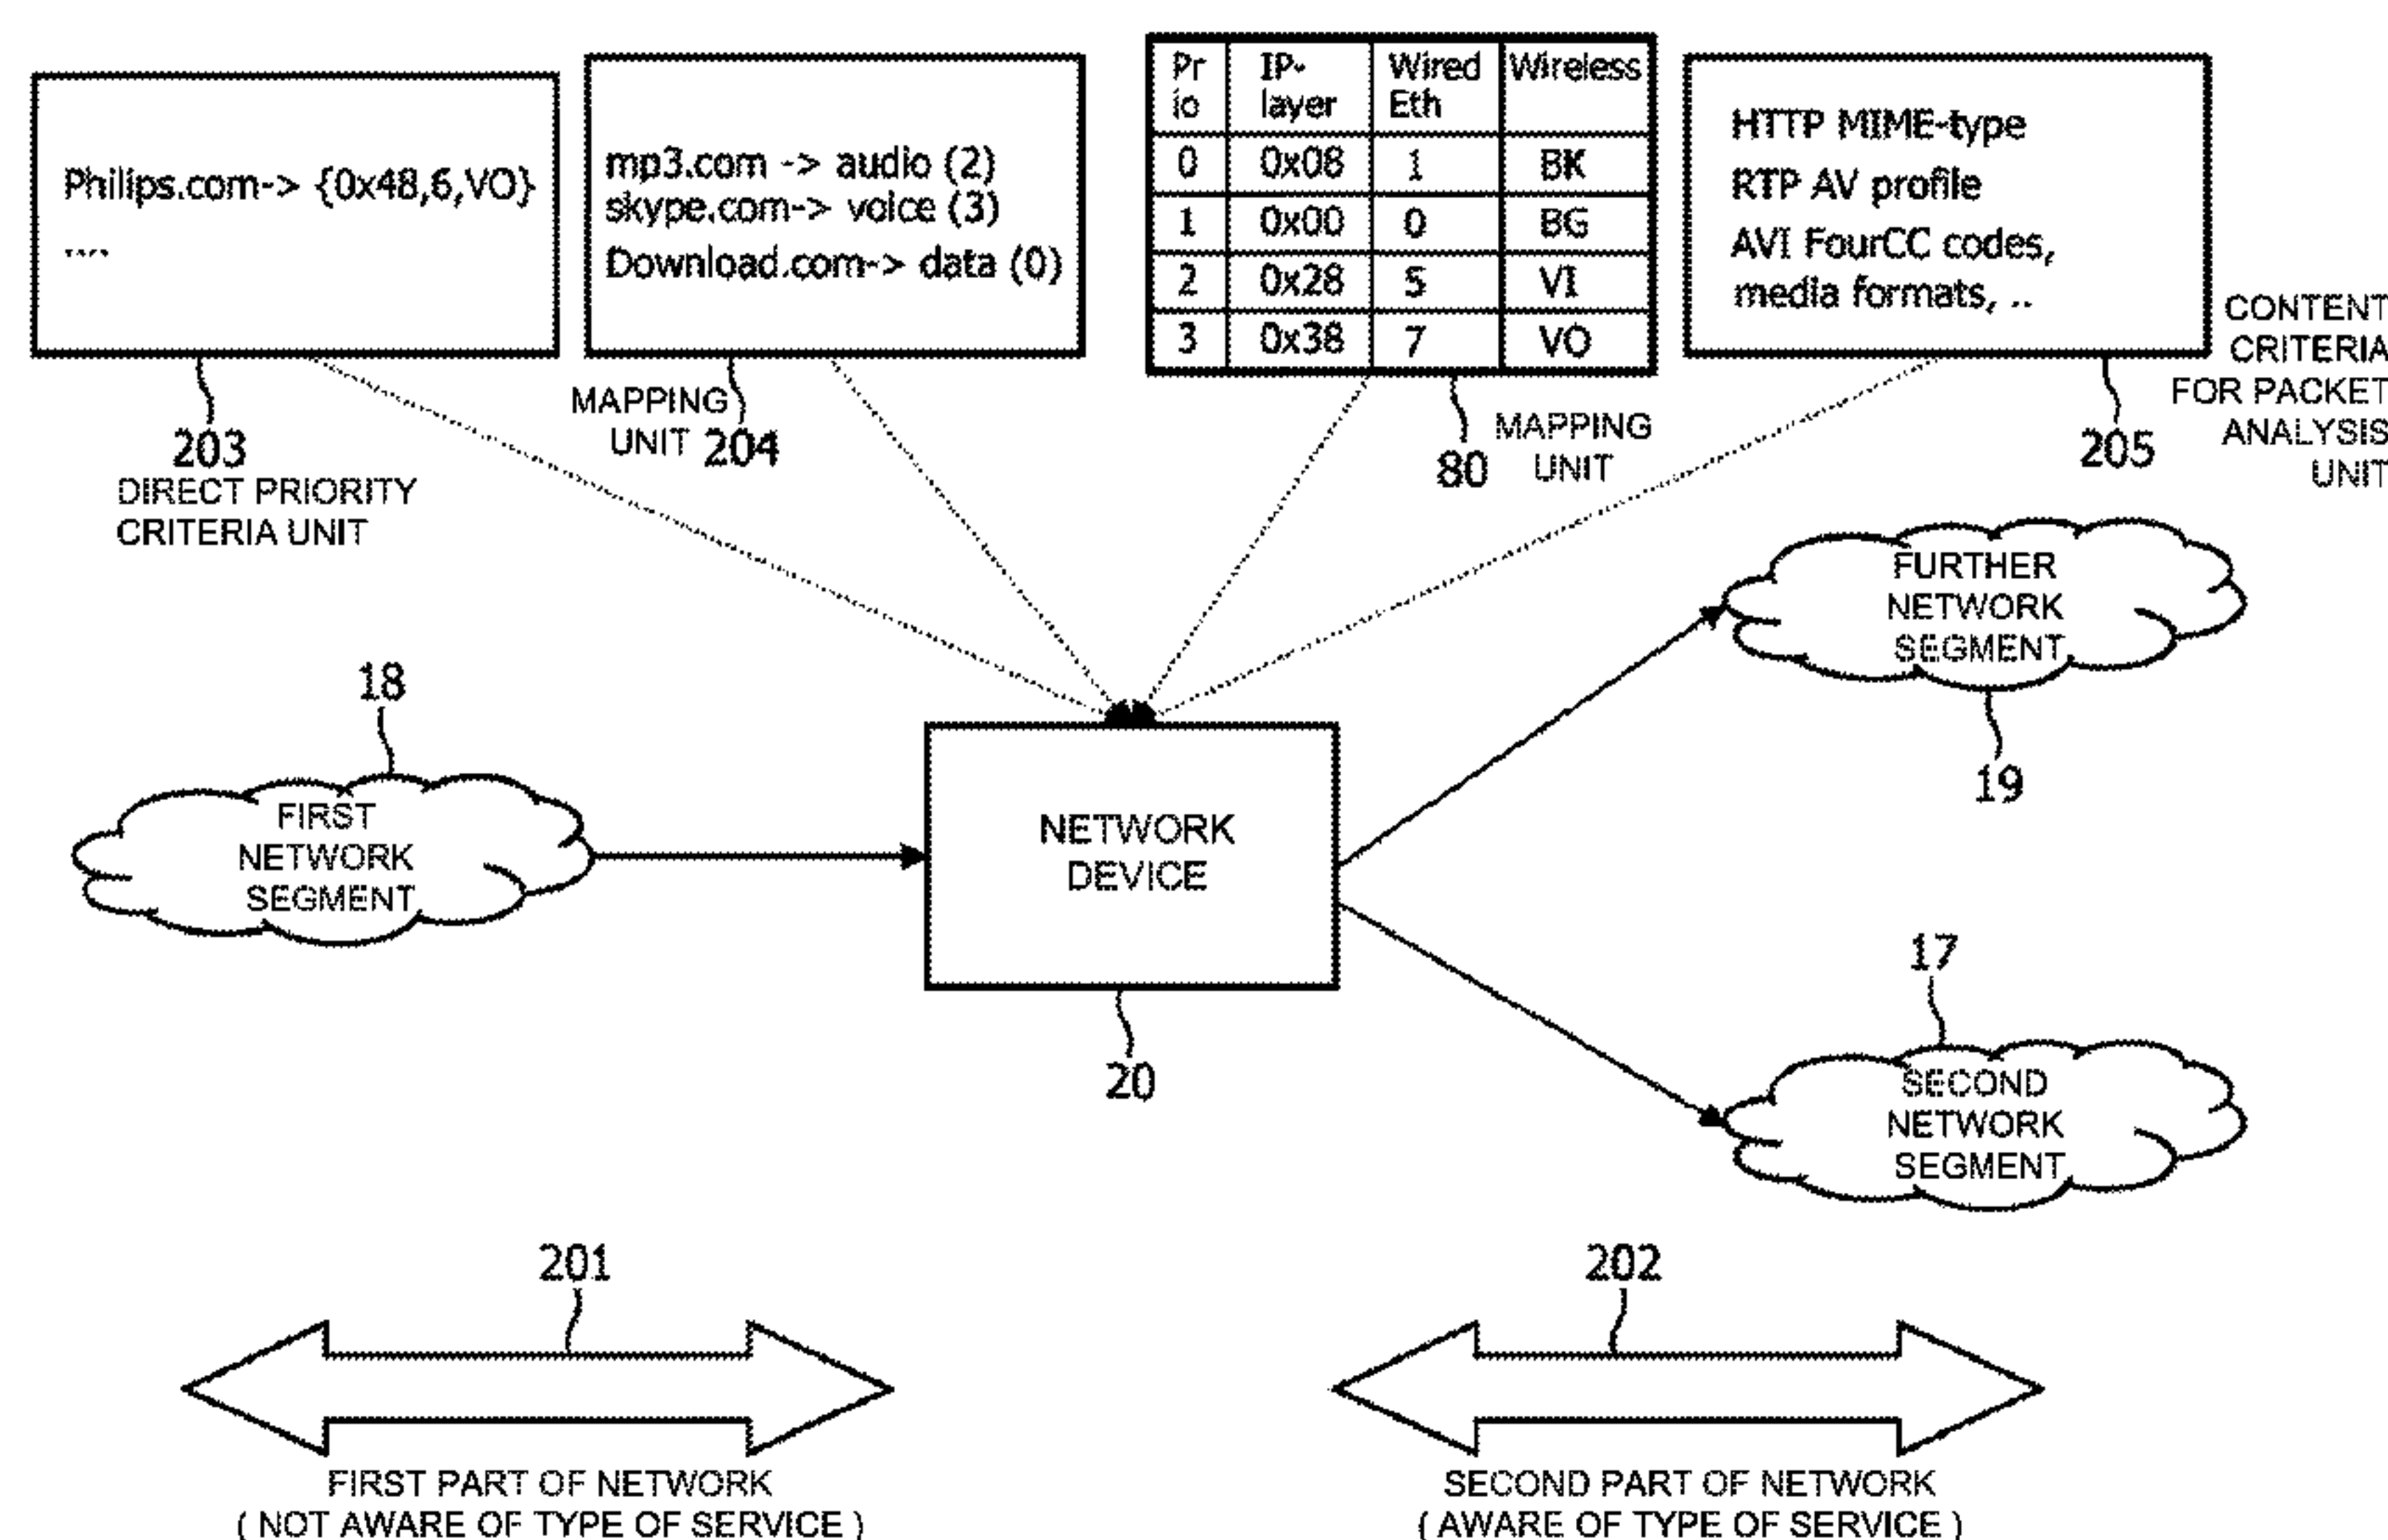 Philips.com-> {0x48,6,VO}
....
203
DIRECT PRIORITY
CRITERIA UNIT
mp3.com -> audio (2)
skype.com-> voice (3)
Download.com-> data (0)
MAPPING
UNIT 204
Pr
io
IP-
layer
Wired
Eth
Wireless
0 0x08 1 BK
1 0x00 0 BG
2 0x28 5 VI
3 0x38 7 VO
80
MAPPING
UNIT
HTTP MIME-type
RTP AV profile
AVI FourCC codes,
media formats, ..
205
CONTENT
CRITERIA
FOR PACKET
ANALYSIS
UNIT
18
FIRST
NETWORK
SEGMENT
NETWORK
DEVICE
20
FURTHER
NETWORK
SEGMENT
19
17
SECOND
NETWORK
SEGMENT
201
FIRST PART OF NETWORK
( NOT AWARE OF TYPE OF SERVICE )
202
SECOND PART OF NETWORK
( AWARE OF TYPE OF SERVICE )